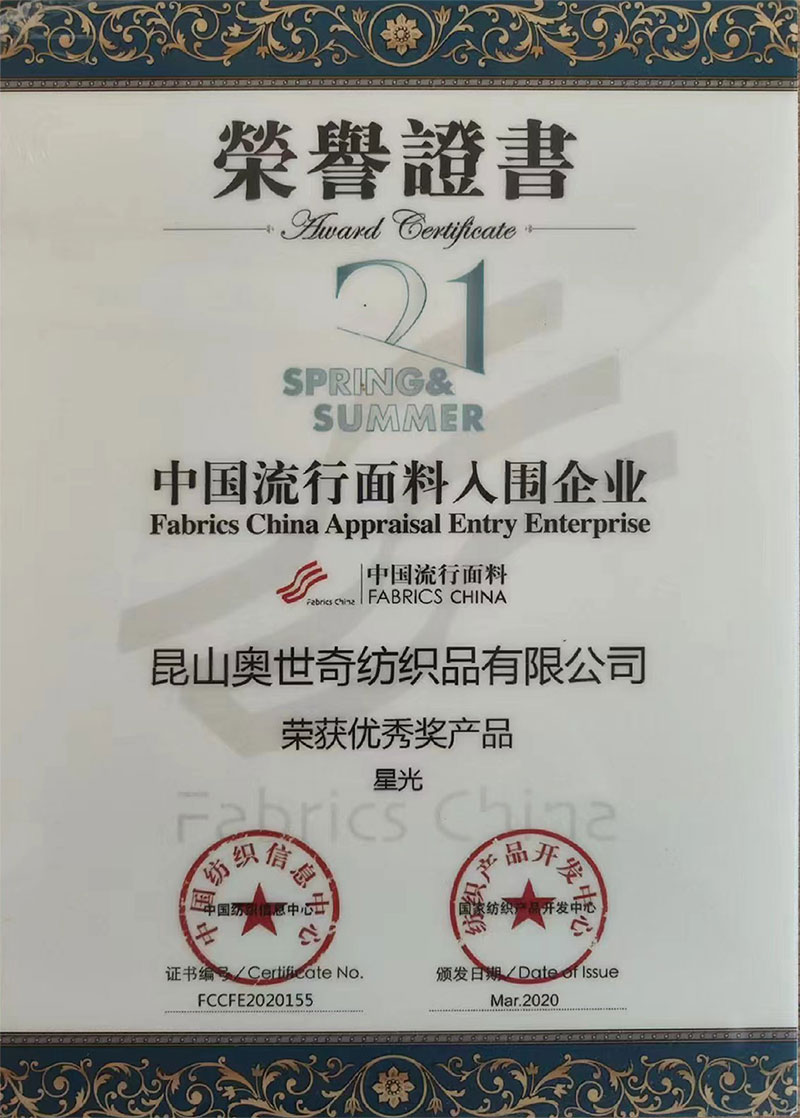 榮譽證書
Award Certificate
21
SPRING&
SUMMER
中国流行面料入围企业
Fabrics China Appraisal Entry Enterprise
Fabrics China
中国流行面料
FABRICS CHINA
昆山奥世奇纺织品有限公司
荣获优秀奖产品
星光
Fabrics China
中国纺织信息中心
中国纺织信息中心
纺织产品开发中心
国家纺织产品开发中心
证书编号/Certificate No.
FCCFE2020155
颁发日期/Date of Issue
Mar.2020